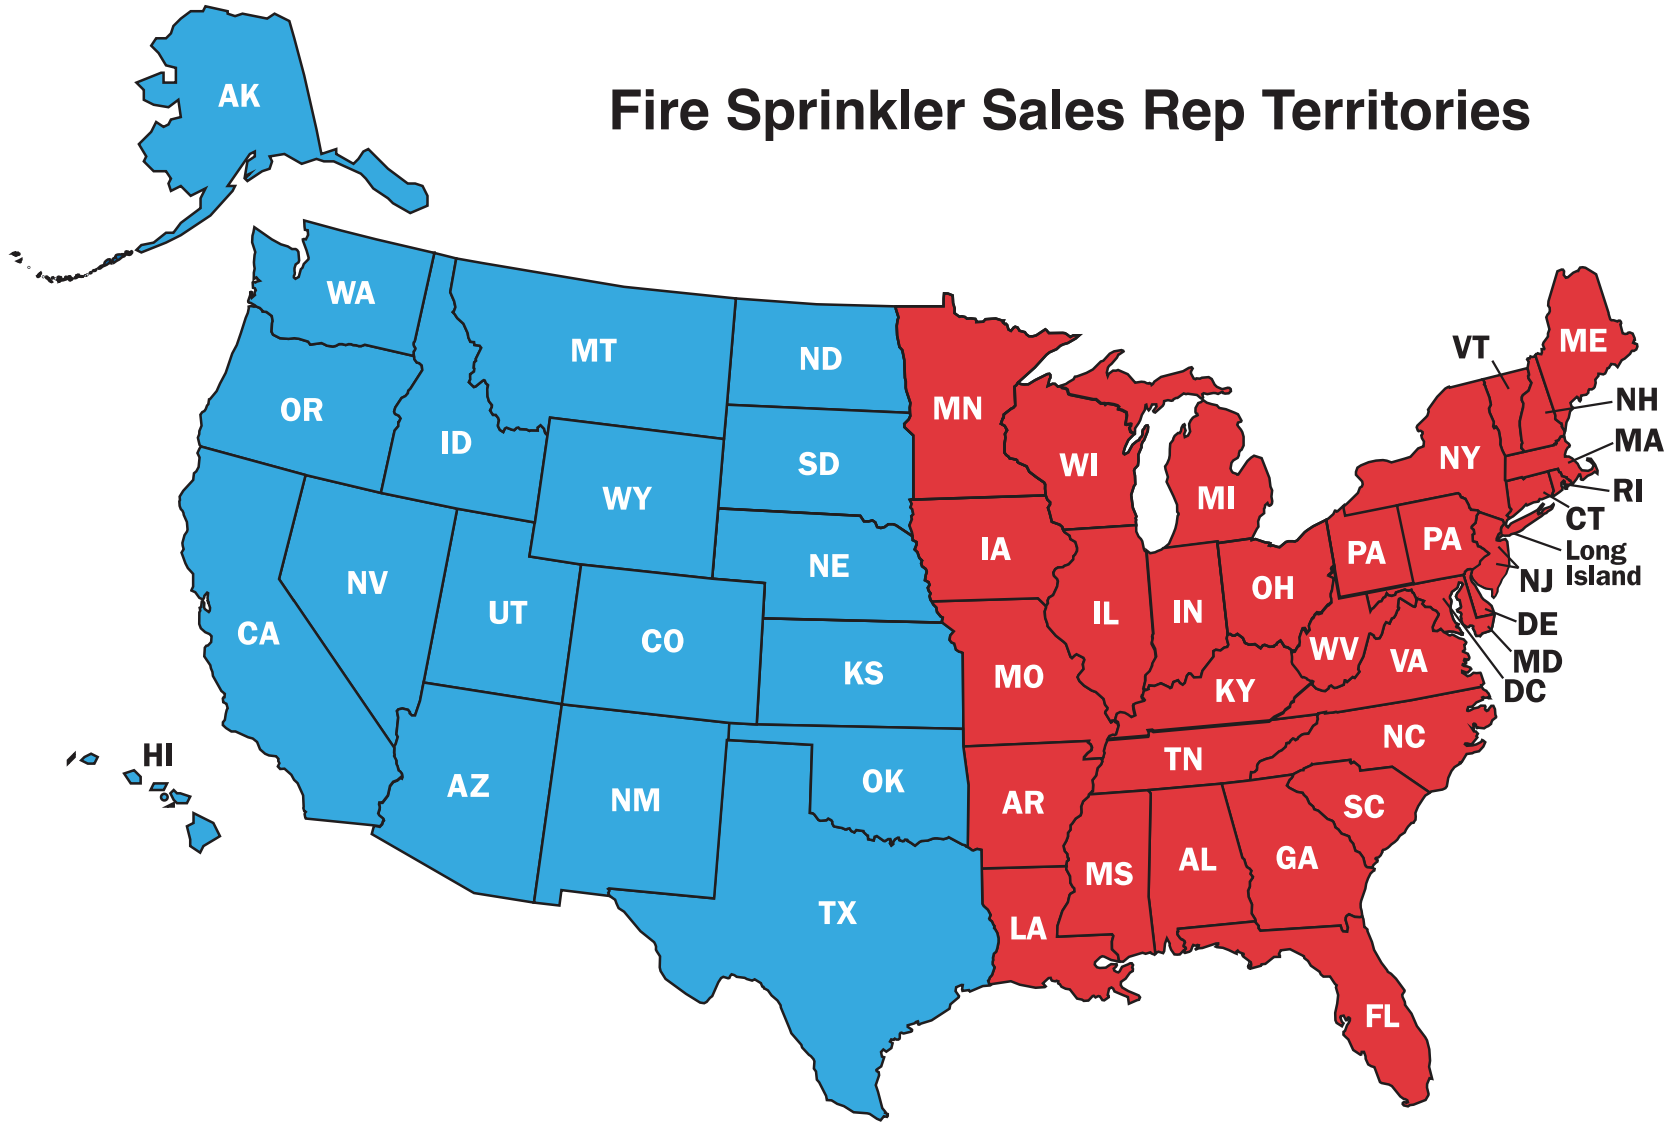 Fire Sprinkler Sales Rep Territories
AK
WA
MT
ND
MN
ME
VT
NH
MA
OR
ID
SD
WI
MI
NY
RI
CT
Long
Island
WY
NE
IA
PA
PA
NJ
NV
UT
CO
IL
IN
OH
DE
CA
KS
MO
WV
VA
MD
DC
KY
HI
AZ
NM
OK
AR
TN
NC
SC
TX
LA
MS
AL
GA
FL